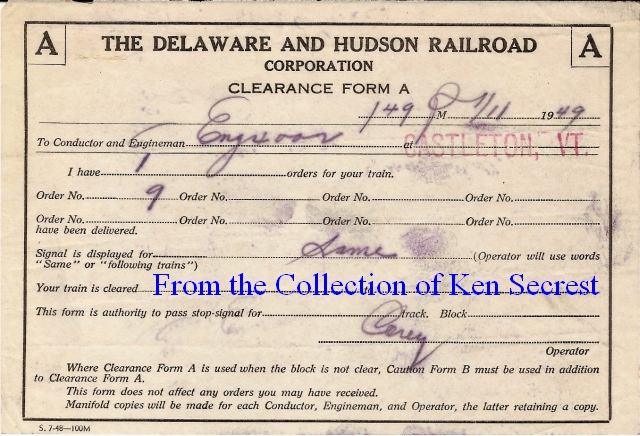 A THE DELAWARE AND HUDSON RAILROAD A
CORPORATION
CLEARANCE FORM A
149 P M 7/11 1949
To Conductor and Engineman at CASTLETON, VT.
I have 1 orders for your train.
Order No. 9 Order No. Order No. Order No.
Order No. Order No. Order No. Order No.
have been delivered.
Signal is displayed for Same (Operator will use words
"Same" or "following trains")
Your train is cleared
From the Collection of Ken Secrest
This form is authority to pass stop-signal for track. Block
Carey
Operator
Where Clearance Form A is used when the block is not clear, Caution Form B must be used in addition
to Clearance Form A.
This form does not affect any orders you may have received.
Manifold copies will be made for each Conductor, Engineman, and Operator, the latter retaining a copy.
S. 7-48—100M